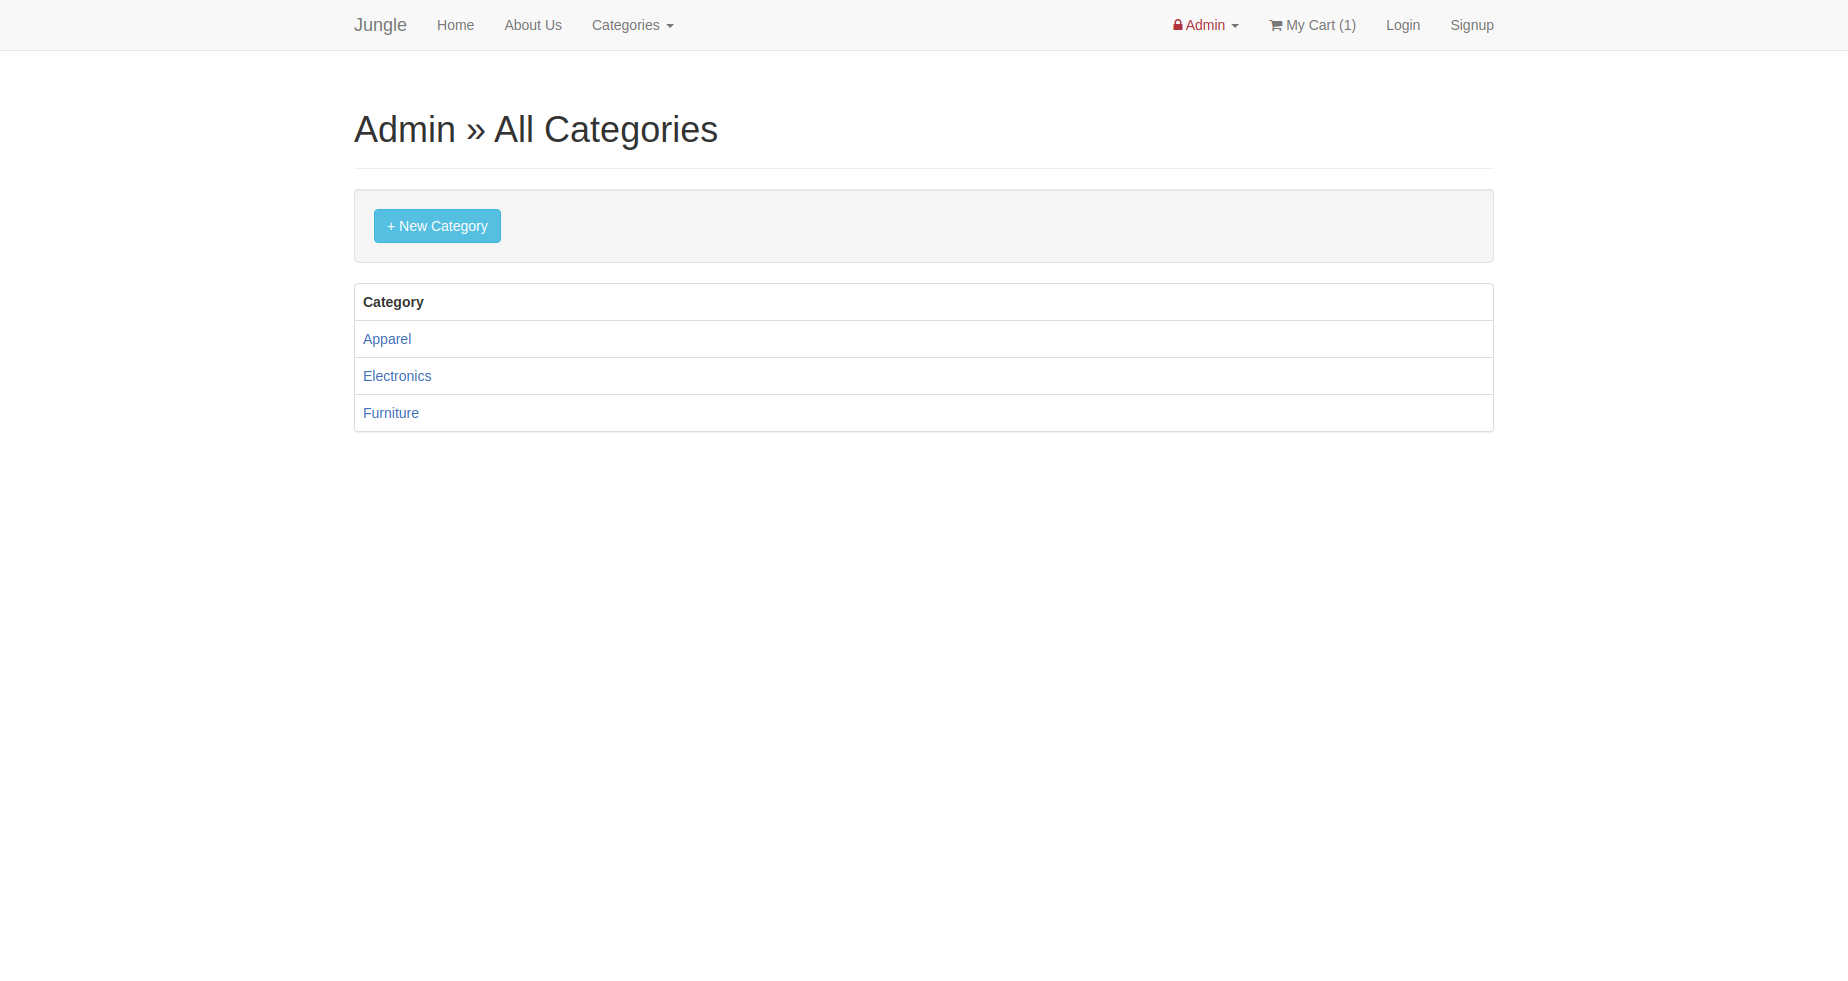 Jungle Home About Us Categories Admin My Cart (1) Login Signup
Admin » All Categories
+ New Category
Category
Apparel
Electronics
Furniture